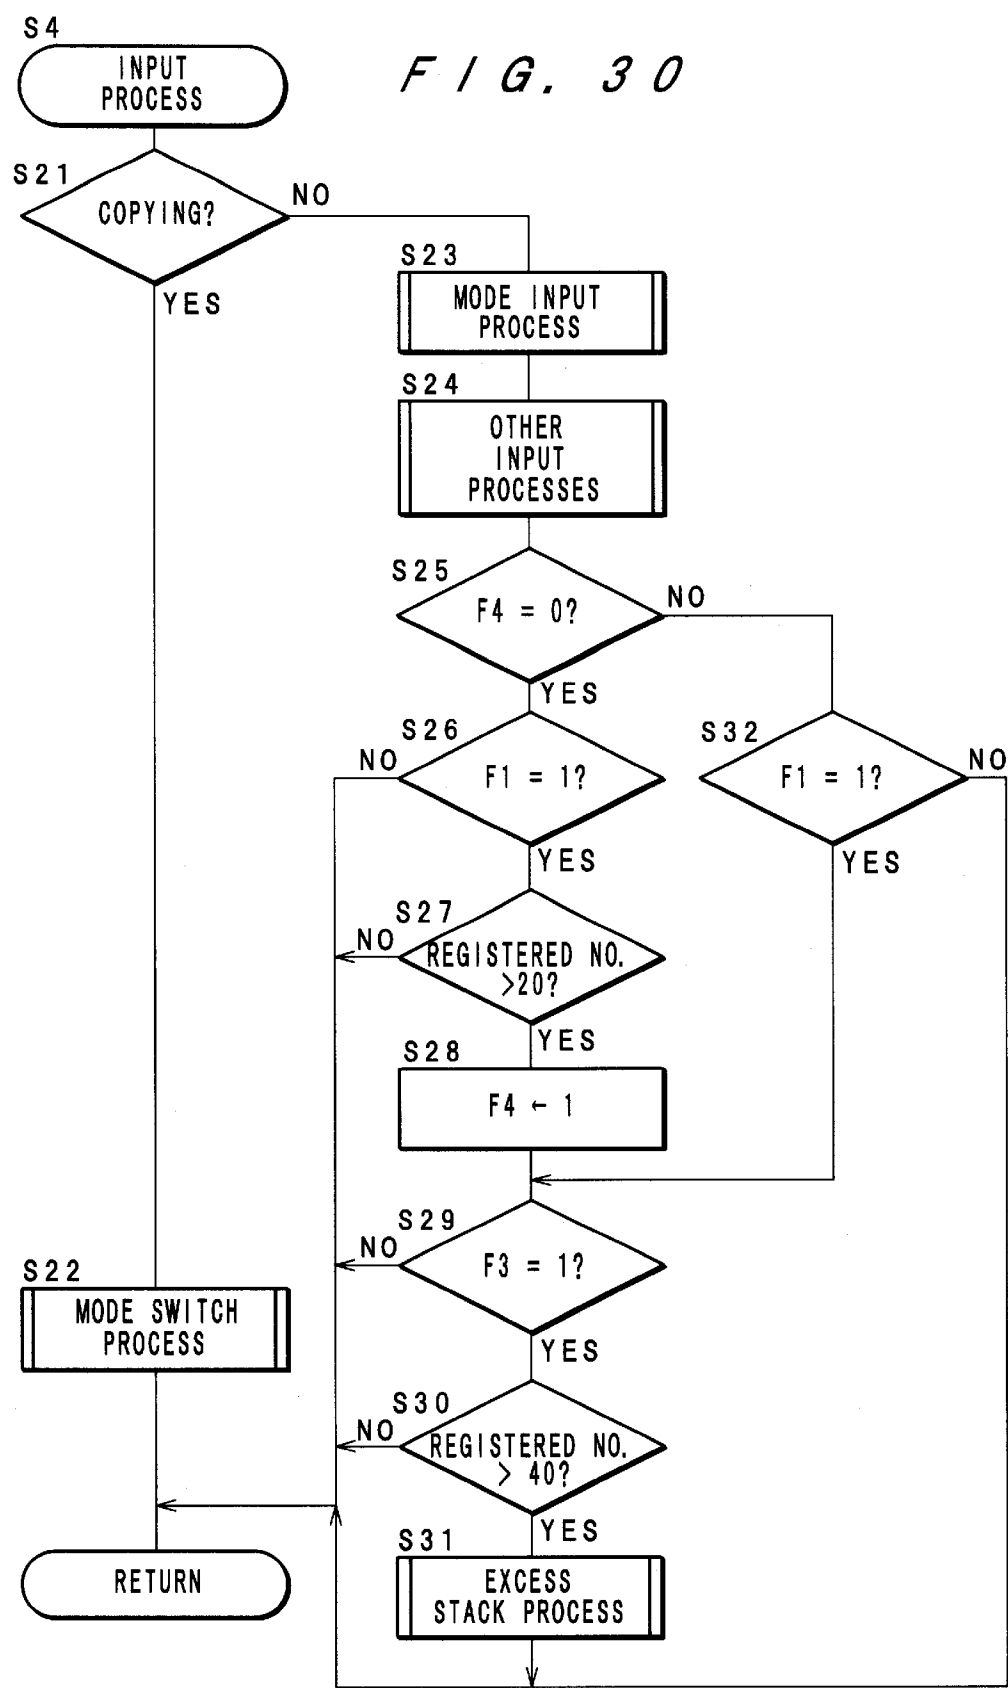 S4
INPUT
PROCESS
FIG. 30
S21
COPYING?
NO
YES
S23
MODE INPUT
PROCESS
S24
OTHER
INPUT
PROCESSES
S25
F4 = 0?
NO
YES
S26
NO
F1 = 1?
YES
S32
F1 = 1?
NO
YES
S27
NO
REGISTERED NO.
>20?
YES
S28
F4 ← 1
S29
NO
F3 = 1?
YES
S22
MODE SWITCH
PROCESS
S30
NO
REGISTERED NO.
> 40?
YES
S31
EXCESS
STACK PROCESS
RETURN